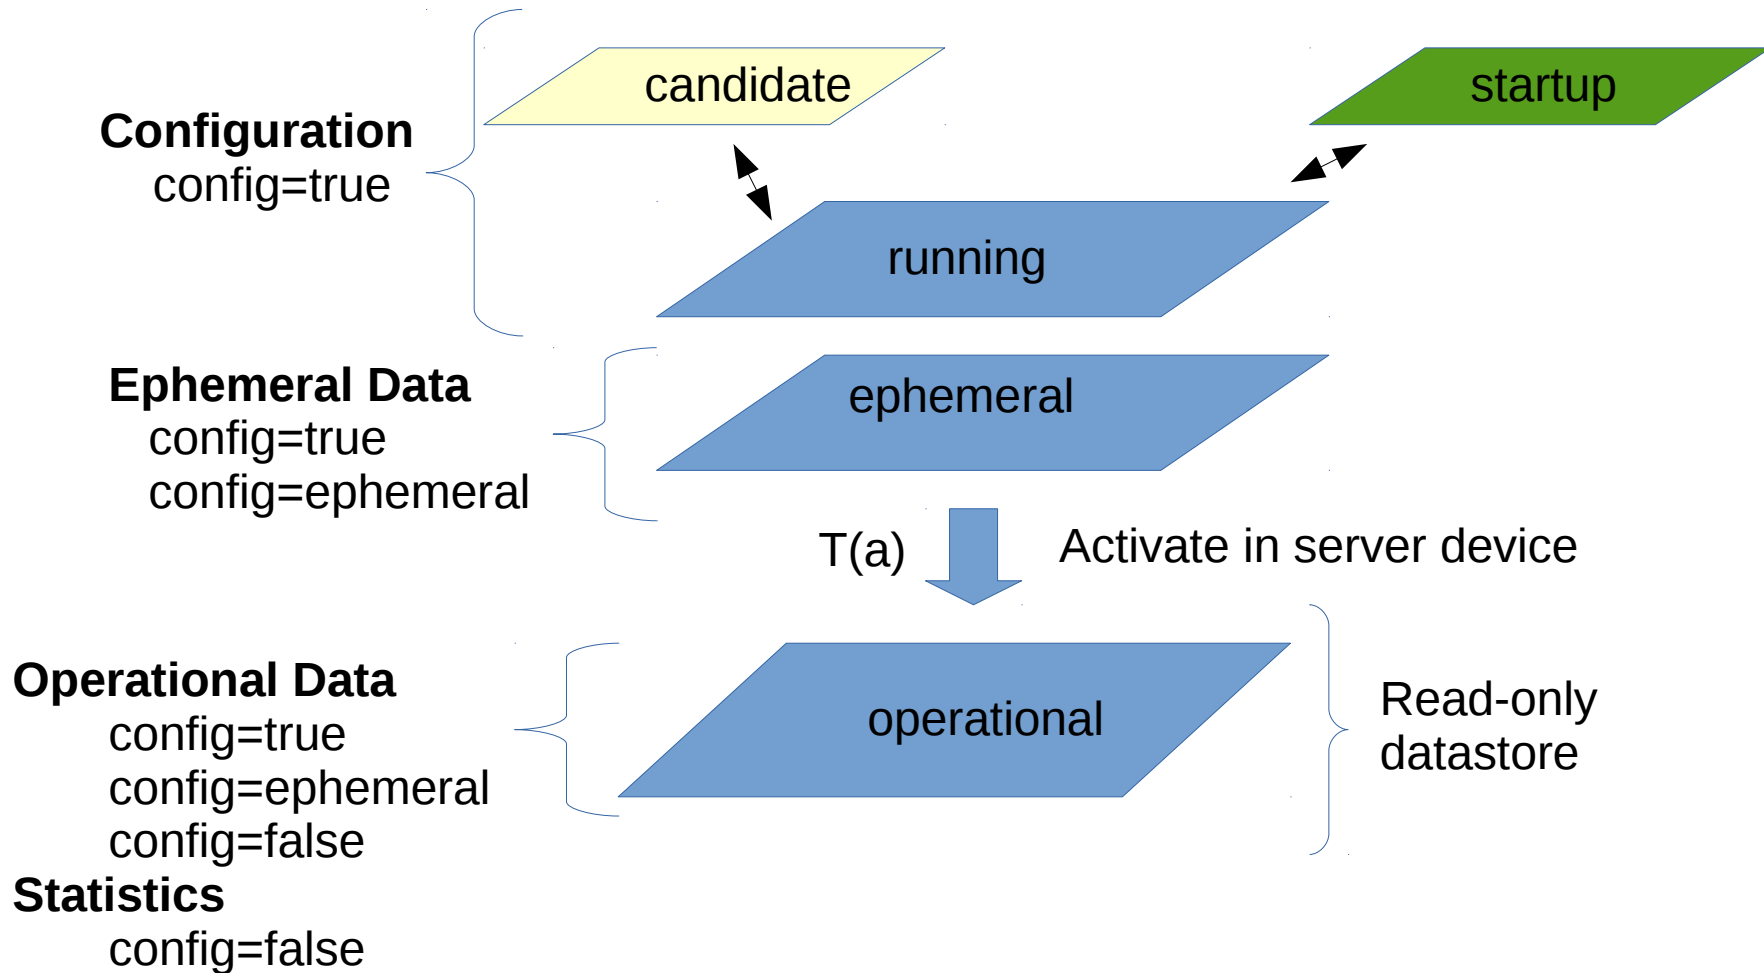 candidate
startup
Configuration
config=true
running
Ephemeral Data
config=true
config=ephemeral
ephemeral
T(a)
Activate in server device
Operational Data
config=true
config=ephemeral
config=false
operational
Read-only
datastore
Statistics
config=false